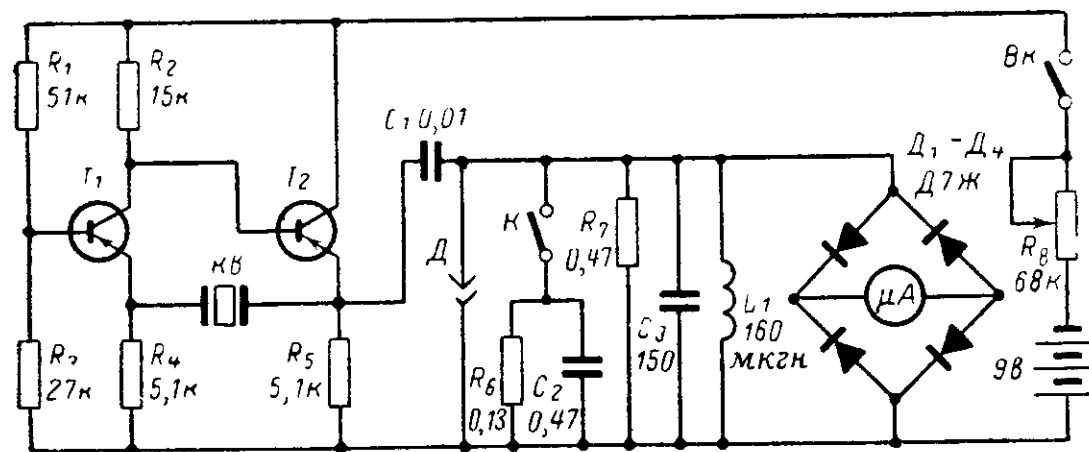 R₁
51к
R₂
15к
C₁ 0,01
Вк
T₁
T₂
Д₁-Д₄
Д7Ж
кв
Д
К
R₇
0,47
μА
R₈
68к
R₃
27к
R₄
5,1к
R₅
5,1к
R₆
0,13
C₂
0,47
C₃
150
L₁
160
мкгн
9в